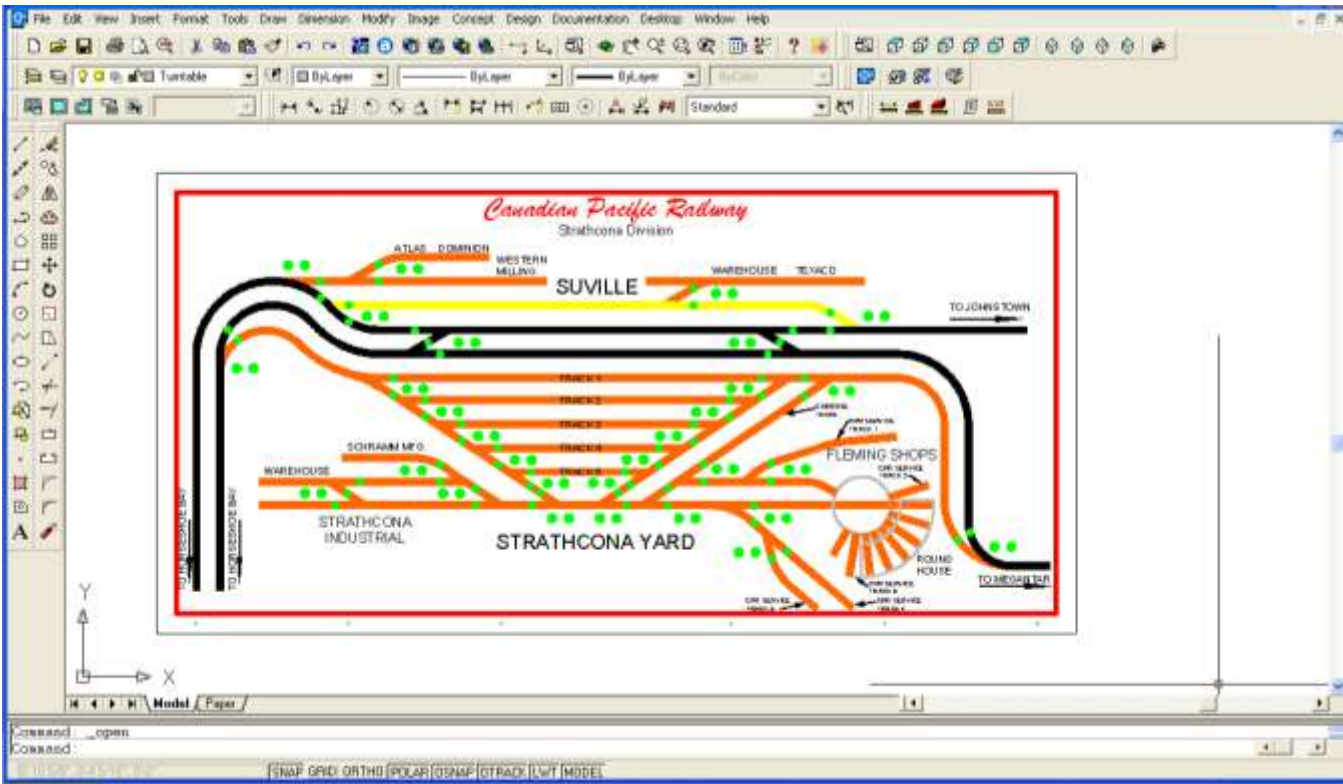 File Edit View Insert Format Tools Draw Dimension Modify Image Concept Design Documentation Desktop Window Help
Turntable ByLayer ByLayer ByLayer ByColor
Standard
Canadian Pacific Railway
Strathcona Division
ATLAS DOMINION
WESTERN
MILLING
SUVILLE
WAREHOUSE TEXACO
TO JOHNSTOWN
TRACK 1
TRACK 2
TRACK 3
TRACK 4
TRACK 5
SCHRAMM MFG.
WAREHOUSE
FLEMING SHOPS
STRATHCONA
INDUSTRIAL
STRATHCONA YARD
ROUND
HOUSE
TO HORSESHOE BAY
TO HORSESHOE BAY
TO MEGANTAR
Y
X
Model Paper
Command: _open
Command:
SNAP GRID ORTHO POLAR OSNAP OTRACK LWT MODEL